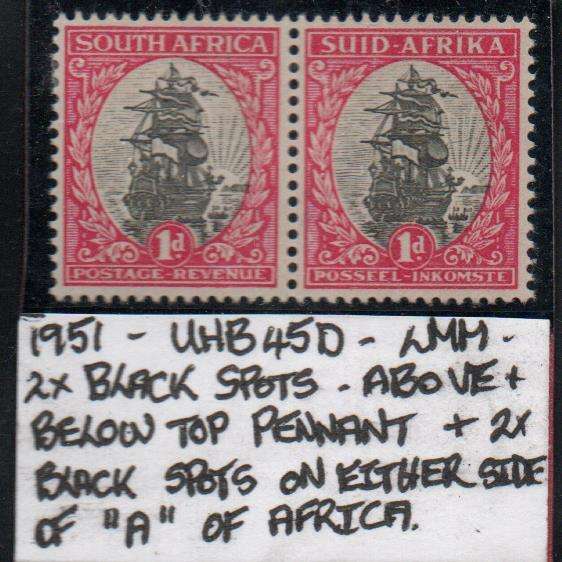 SOUTH AFRICA SUID-AFRIKA
1d 1d
POSTAGE-REVENUE POSSEEL-INKOMSTE
1951 - UHB45D - LMM -
2x BLACK SPOTS - ABOVE +
BELOW TOP PENNANT + 2x
BLACK SPOTS ON EITHER SIDE
OF "A" OF AFRICA.